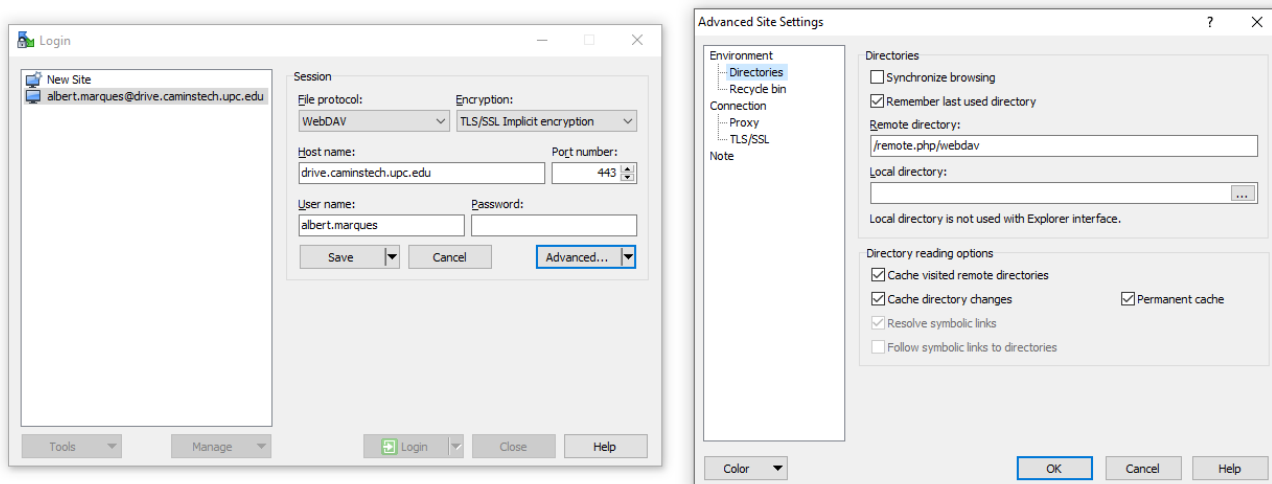 Login
New Site
albert.marques@drive.caminstech.upc.edu
Session
File protocol: Encryption:
WebDAV TLS/SSL Implicit encryption
Host name: Port number:
drive.caminstech.upc.edu 443
User name: Password:
albert.marques
Save Cancel Advanced...
Tools Manage Login Close Help
Advanced Site Settings ?
Environment
Directories
Recycle bin
Connection
Proxy
TLS/SSL
Note
Directories
Synchronize browsing
Remember last used directory
Remote directory:
/remote.php/webdav
Local directory:
...
Local directory is not used with Explorer interface.
Directory reading options
Cache visited remote directories
Cache directory changes Permanent cache
Resolve symbolic links
Follow symbolic links to directories
Color OK Cancel Help